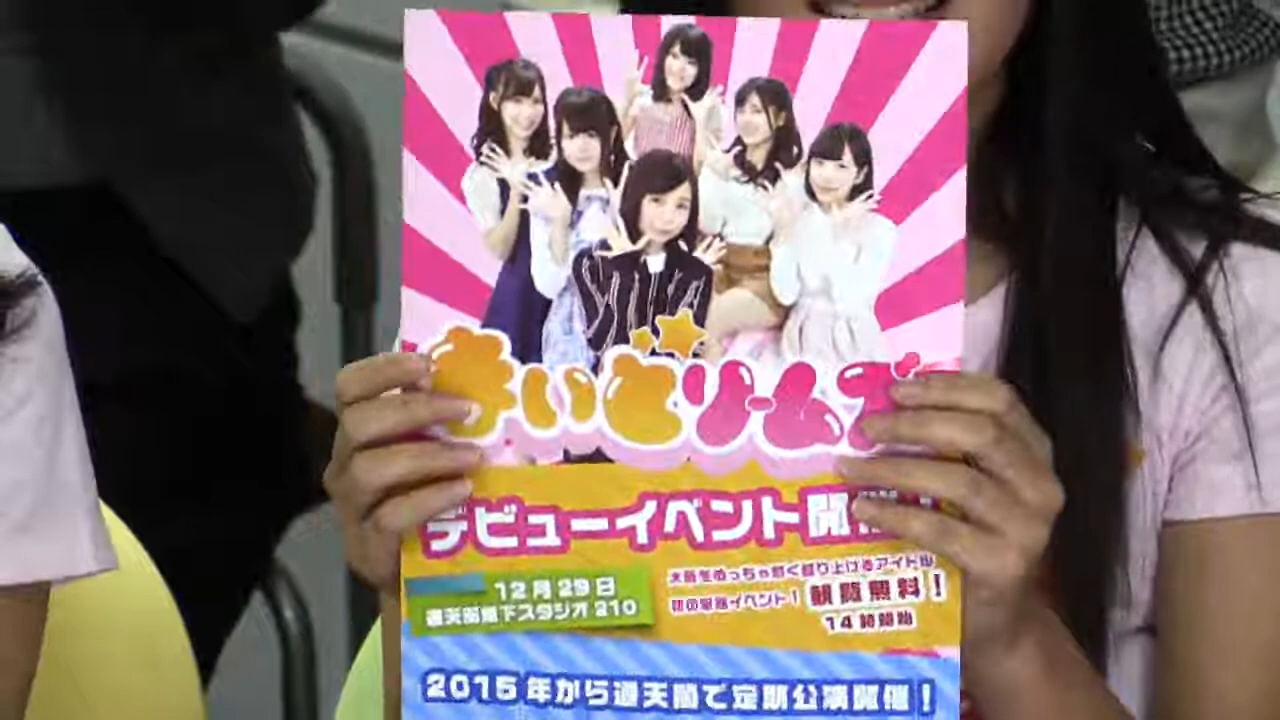 まいどリームズ
デビューイベント開催！
12月29日
通天閣地下スタジオ210
大阪をめっちゃ熱く盛り上げるアイドル
初の単独イベント！ 観覧無料！
14時開始
2015年から通天閣で定期公演開催！